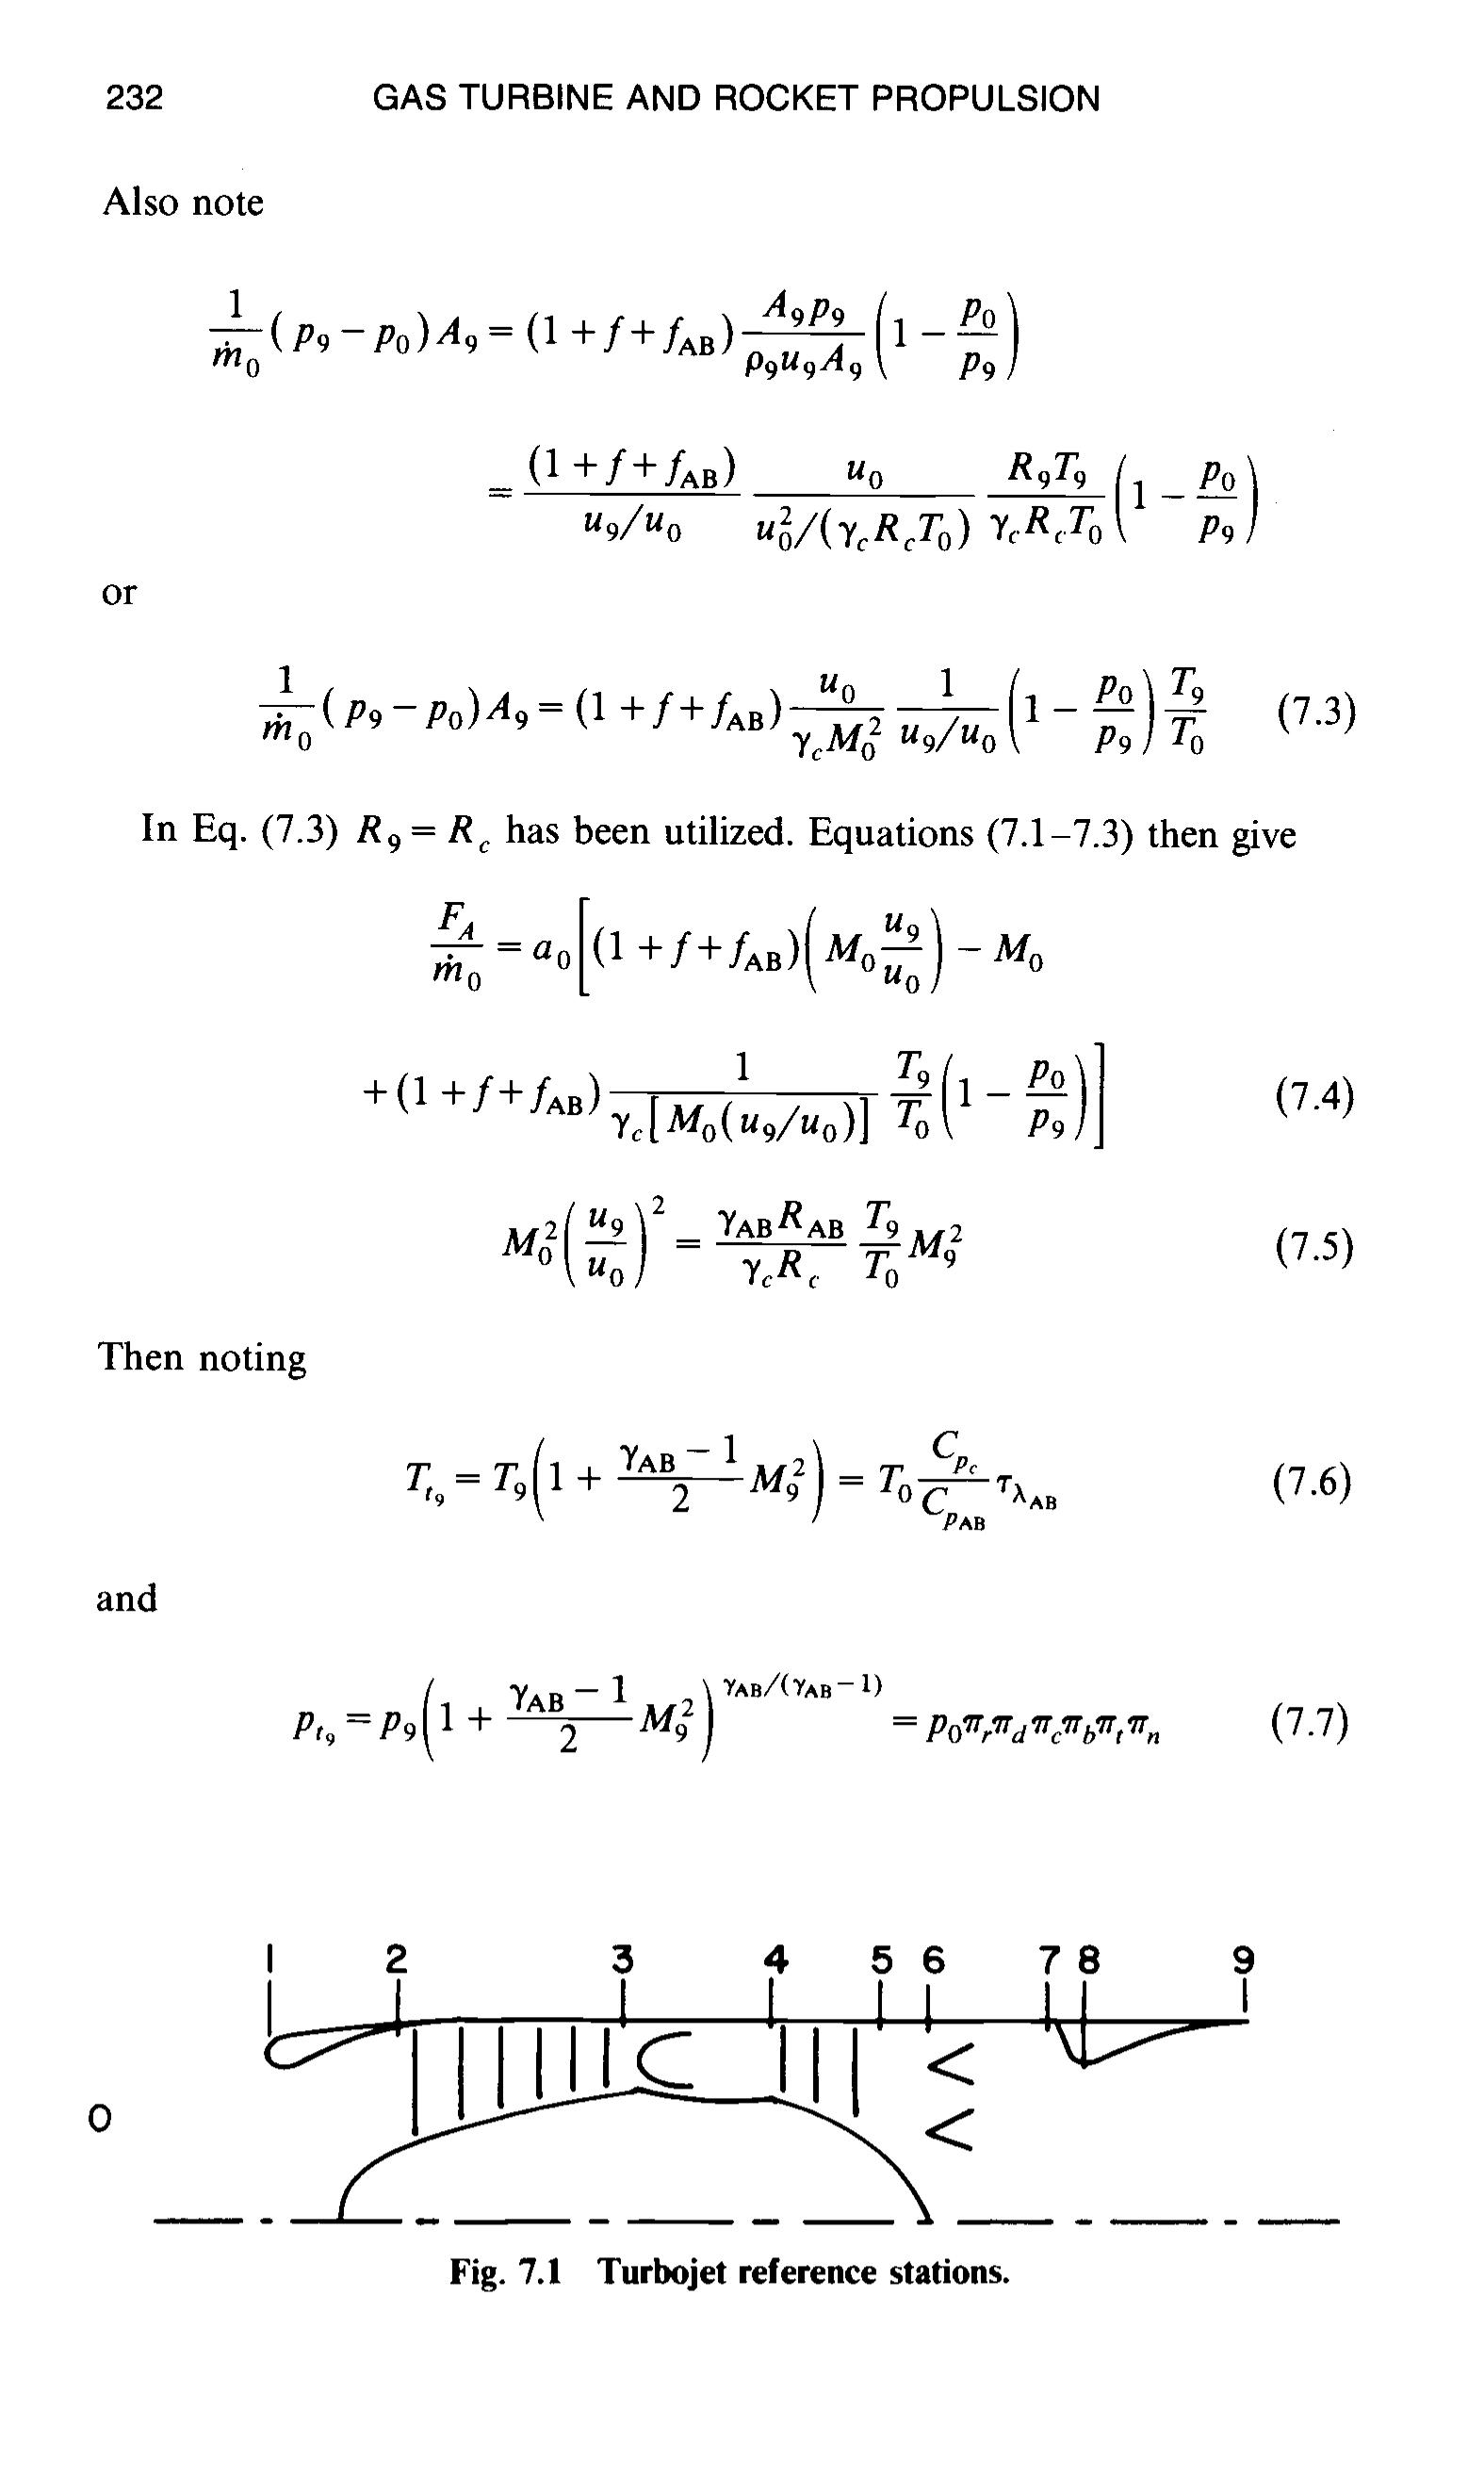 232 GAS TURBINE AND ROCKET PROPULSION
Also note
\frac{1}{\dot{m}_0}(p_9 - p_0)A_9 = (1 + f + f_{AB})\frac{A_9 p_9}{\rho_9 u_9 A_9}\left(1 - \frac{p_0}{p_9}\right)
= \frac{(1 + f + f_{AB})}{u_9/u_0} \frac{u_0}{u_0^2/(\gamma_c R_c T_0)} \frac{R_9 T_9}{\gamma_c R_c T_0}\left(1 - \frac{p_0}{p_9}\right)
or
\frac{1}{\dot{m}_0}(p_9 - p_0)A_9 = (1 + f + f_{AB})\frac{u_0}{\gamma_c M_0^2} \frac{1}{u_9/u_0}\left(1 - \frac{p_0}{p_9}\right)\frac{T_9}{T_0} (7.3)
In Eq. (7.3) R_9 = R_c has been utilized. Equations (7.1–7.3) then give
\frac{F_A}{\dot{m}_0} = a_0\left[(1 + f + f_{AB})\left(M_0\frac{u_9}{u_0}\right) - M_0\right.
\left.+ (1 + f + f_{AB})\frac{1}{\gamma_c[M_0(u_9/u_0)]} \frac{T_9}{T_0}\left(1 - \frac{p_0}{p_9}\right)\right] (7.4)
M_0^2\left(\frac{u_9}{u_0}\right)^2 = \frac{\gamma_{AB} R_{AB}}{\gamma_c R_c} \frac{T_9}{T_0} M_9^2 (7.5)
Then noting
T_{t_9} = T_9\left(1 + \frac{\gamma_{AB} - 1}{2}M_9^2\right) = T_0\frac{C_{p_c}}{C_{p_{AB}}}\tau_{\lambda_{AB}} (7.6)
and
p_{t_9} = p_9\left(1 + \frac{\gamma_{AB} - 1}{2}M_9^2\right)^{\gamma_{AB}/(\gamma_{AB} - 1)} = p_0\pi_r\pi_d\pi_c\pi_b\pi_t\pi_n (7.7)
1 2 3 4 5 6 7 8 9
0
Fig. 7.1 Turbojet reference stations.